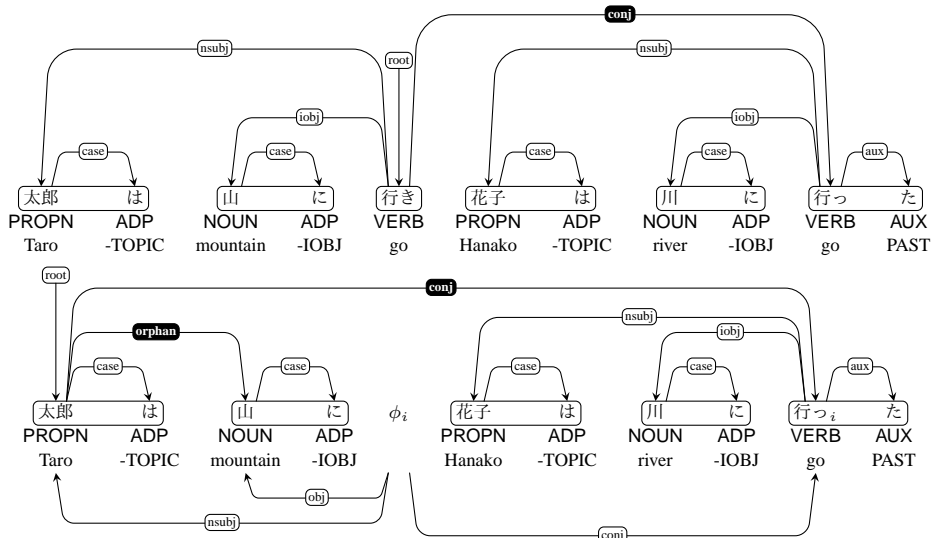 conj
nsubj root nsubj
iobj iobj
case case case case aux
太郎 は 山 に 行き 花子 は 川 に 行っ た
PROPN ADP NOUN ADP VERB PROPN ADP NOUN ADP VERB AUX
Taro -TOPIC mountain -IOBJ go Hanako -TOPIC river -IOBJ go PAST
root conj
nsubj
orphan iobj
case case case case aux
太郎 は 山 に ϕi 花子 は 川 に 行っi た
PROPN ADP NOUN ADP PROPN ADP NOUN ADP VERB AUX
Taro -TOPIC mountain -IOBJ Hanako -TOPIC river -IOBJ go PAST
obj
nsubj
conj